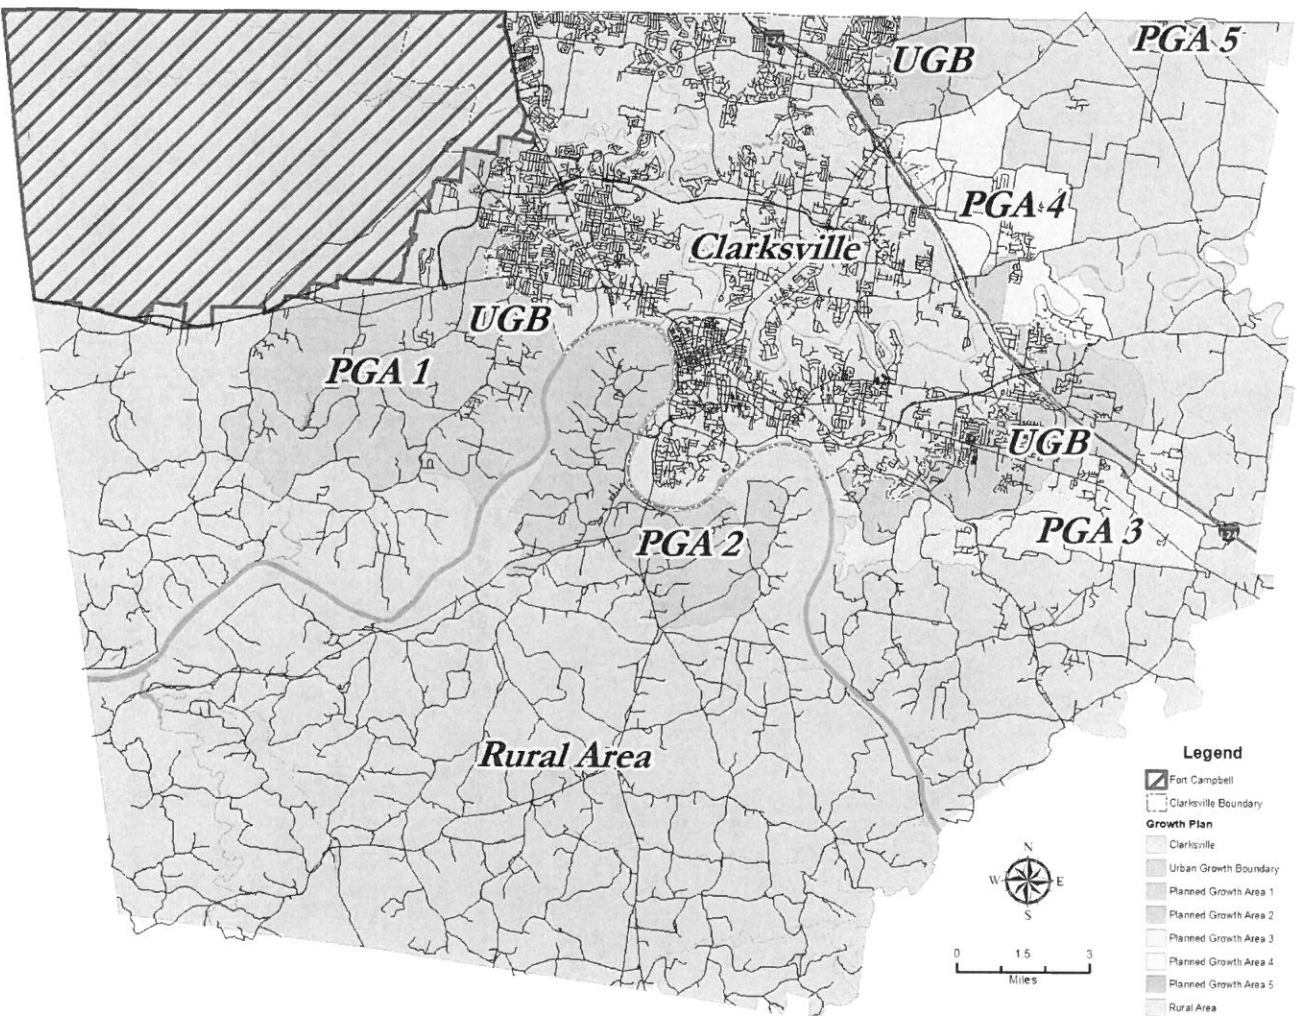 PGA 5
UGB
PGA 4
Clarksville
UGB
PGA 1
UGB
PGA 3
PGA 2
Rural Area
Legend
Fort Campbell
Clarksville Boundary
Growth Plan
Clarksville
Urban Growth Boundary
Planned Growth Area 1
Planned Growth Area 2
Planned Growth Area 3
Planned Growth Area 4
Planned Growth Area 5
Rural Area
N
W E
S
0 1.5 3
Miles